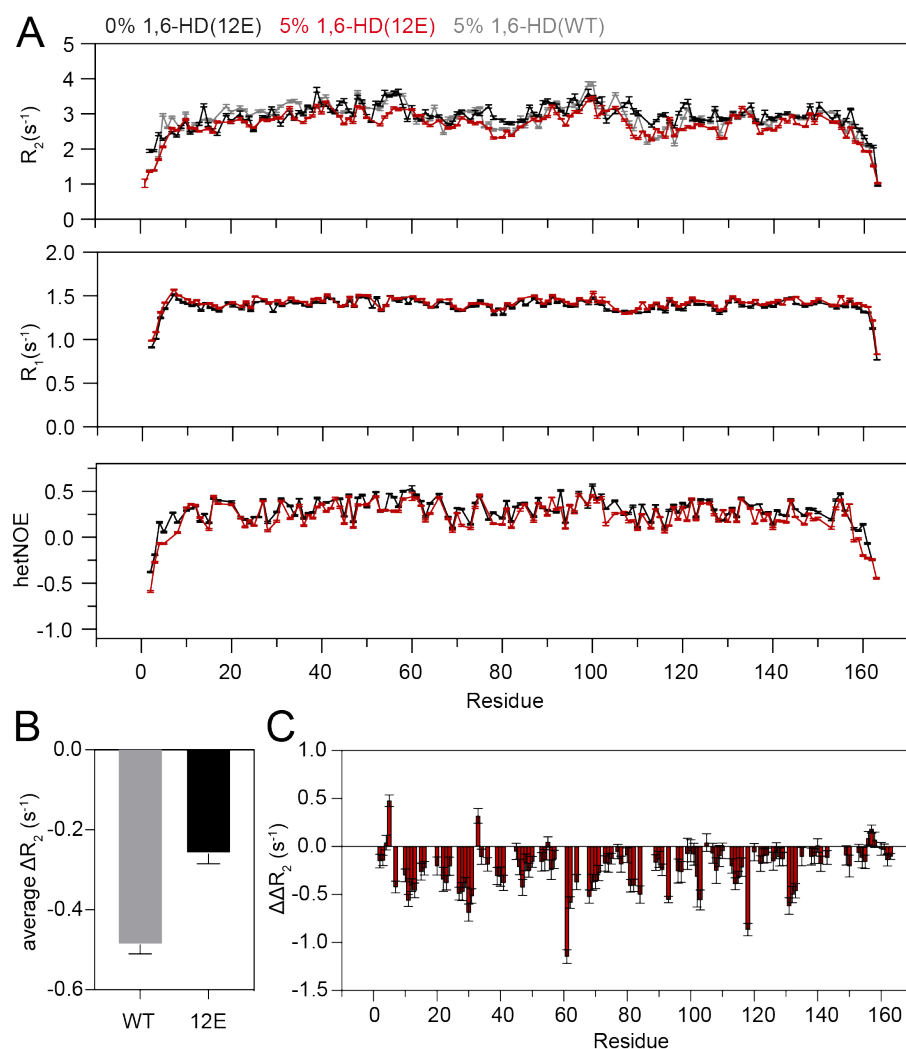 A
0% 1,6-HD(12E) 5% 1,6-HD(12E) 5% 1,6-HD(WT)
R2(s-1)
5
4
3
2
1
0
R1(s-1)
2.0
1.5
1.0
0.5
0.0
hetNOE
0.5
0.0
-0.5
-1.0
0 20 40 60 80 100 120 140 160
Residue
B
average ΔR2 (s-1)
0.0
-0.2
-0.4
-0.6
WT 12E
C
ΔΔR2 (s-1)
1.0
0.5
0.0
-0.5
-1.0
-1.5
0 20 40 60 80 100 120 140 160
Residue